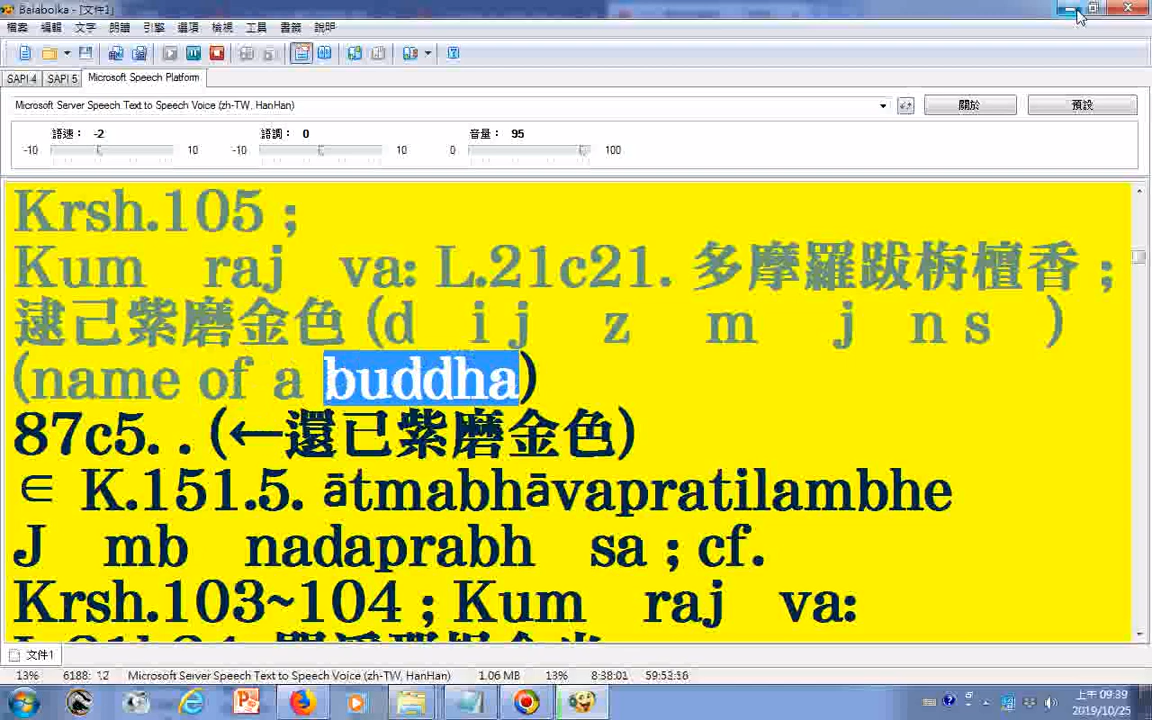 Balabolka - [文件1]
檔案 編輯 文字 朗讀 引擎 選項 檢視 工具 書籤 說明
SAPI 4 SAPI 5 Microsoft Speech Platform
Microsoft Server Speech Text to Speech Voice (zh-TW, HanHan)
關於 預設
語速： -2 語調： 0 音量： 95
-10 10 -10 10 0 100
Krsh.105 ;
Kum raj va: L.21c21. 多摩羅跋栴檀香 ;
逮己紫磨金色 (d i j z m j n s )
(name of a buddha)
87c5. . (←還已紫磨金色)
∈ K.151.5. ātmabhāvapratilambhe
J mb nadaprabh sa ; cf.
Krsh.103~104 ; Kum raj va:
文件1
13% 6188: 12 Microsoft Server Speech Text to Speech Voice (zh-TW, HanHan) 1.06 MB 13% 8:38:01 59:53:16
上午 09:39
2019/10/25